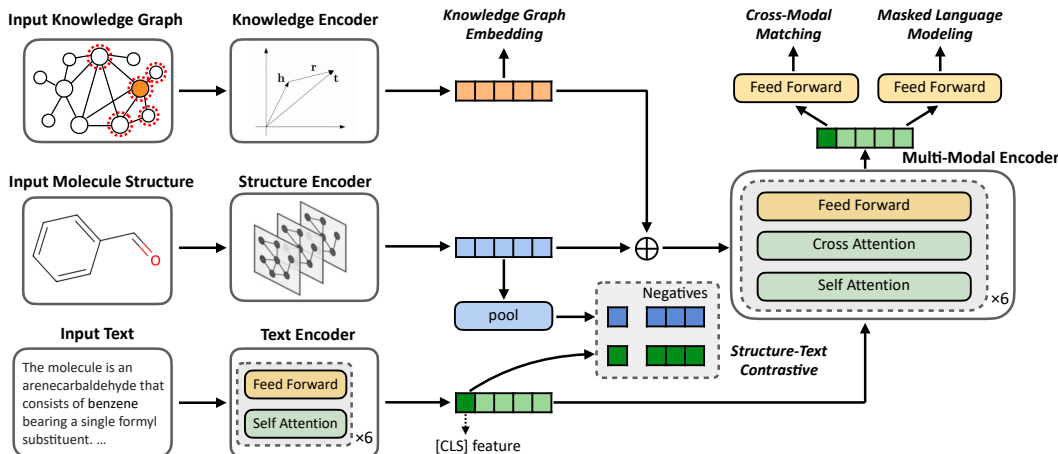 Input Knowledge Graph
Knowledge Encoder
h
r
t
Knowledge Graph
Embedding
Cross-Modal
Matching
Masked Language
Modeling
Feed Forward
Feed Forward
Multi-Modal Encoder
Feed Forward
Cross Attention
Self Attention
×6
Input Molecule Structure
O
Structure Encoder
pool
Negatives
Structure-Text
Contrastive
Input Text
The molecule is an
arenecarbaldehyde that
consists of benzene
bearing a single formyl
substituent. ...
Text Encoder
Feed Forward
Self Attention
×6
[CLS] feature